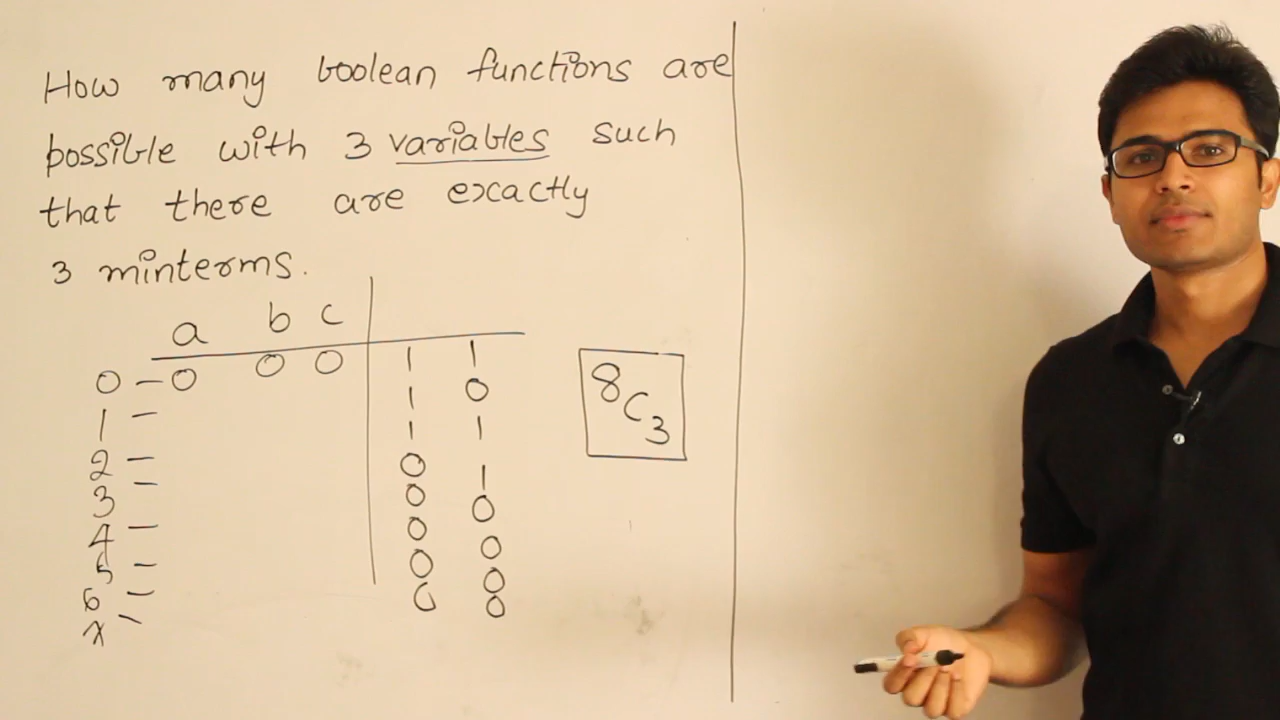 How many boolean functions are
possible with 3 variables such
that there are exactly
3 minterms.
a b c
0 - 0 0 0 1 1
1 - 1 0
2 - 1 1
3 - 0 1
4 - 0 0
5 - 0 0
6 - 0 0
7 - 0 0
8C3